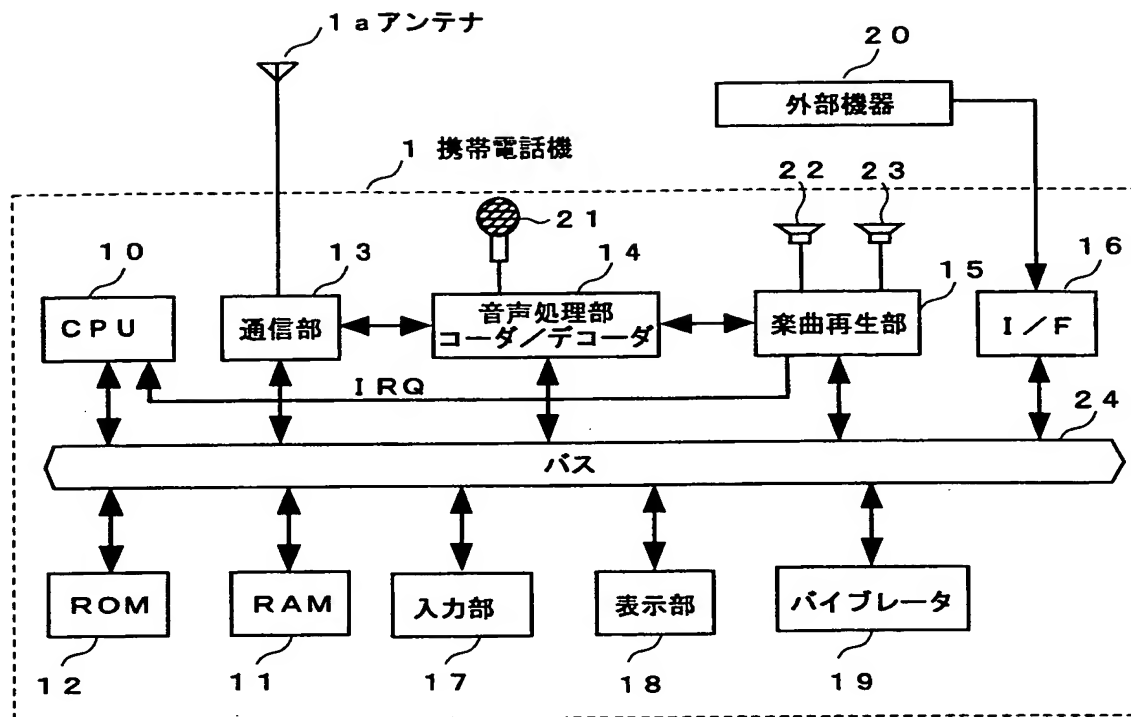 1aアンテナ
20
外部機器
1 携帯電話機
22
23
21
10
13
14
15
16
CPU
通信部
音声処理部
コーダ/デコーダ
楽曲再生部
I/F
IRQ
24
バス
ROM
RAM
入力部
表示部
バイブレータ
12
11
17
18
19